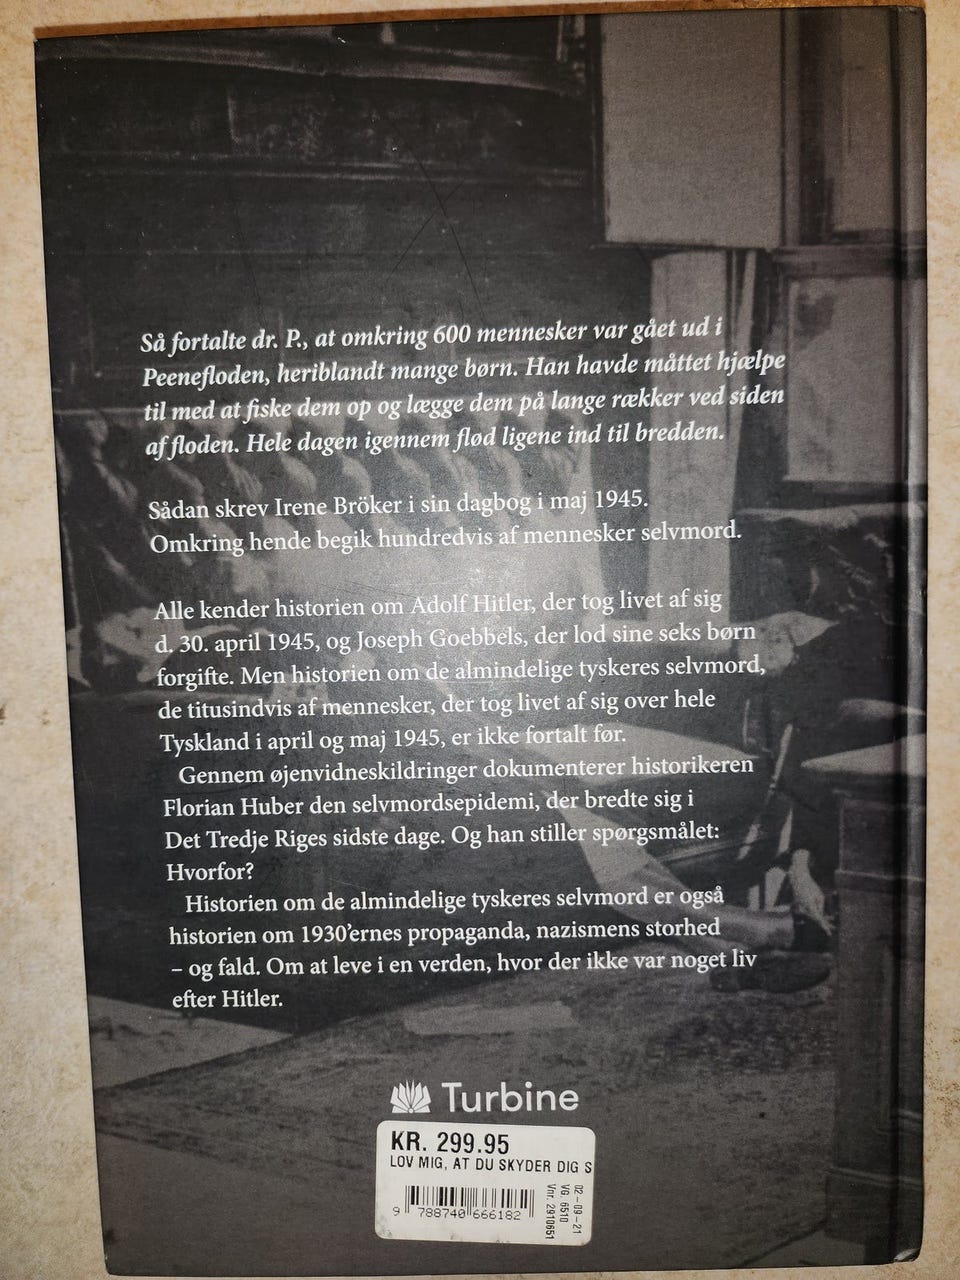 Så fortalte dr. P., at omkring 600 mennesker var gået ud i
Peenefloden, heriblandt mange børn. Han havde måttet hjælpe
til med at fiske dem op og lægge dem på lange rækker ved siden
af floden. Hele dagen igennem flød ligene ind til bredden.
Sådan skrev Irene Bröker i sin dagbog i maj 1945.
Omkring hende begik hundredvis af mennesker selvmord.
Alle kender historien om Adolf Hitler, der tog livet af sig
d. 30. april 1945, og Joseph Goebbels, der lod sine seks børn
forgifte. Men historien om de almindelige tyskeres selvmord,
de titusindvis af mennesker, der tog livet af sig over hele
Tyskland i april og maj 1945, er ikke fortalt før.
Gennem øjenvidneskildringer dokumenterer historikeren
Florian Huber den selvmordsepidemi, der bredte sig i
Det Tredje Riges sidste dage. Og han stiller spørgsmålet:
Hvorfor?
Historien om de almindelige tyskeres selvmord er også
historien om 1930'ernes propaganda, nazismens storhed
– og fald. Om at leve i en verden, hvor der ikke var noget liv
efter Hitler.
Turbine
KR. 299.95
LOV MIG, AT DU SKYDER DIG S
9 788740 666182
02-09-21
VG. 6510
Vnr. 2910651